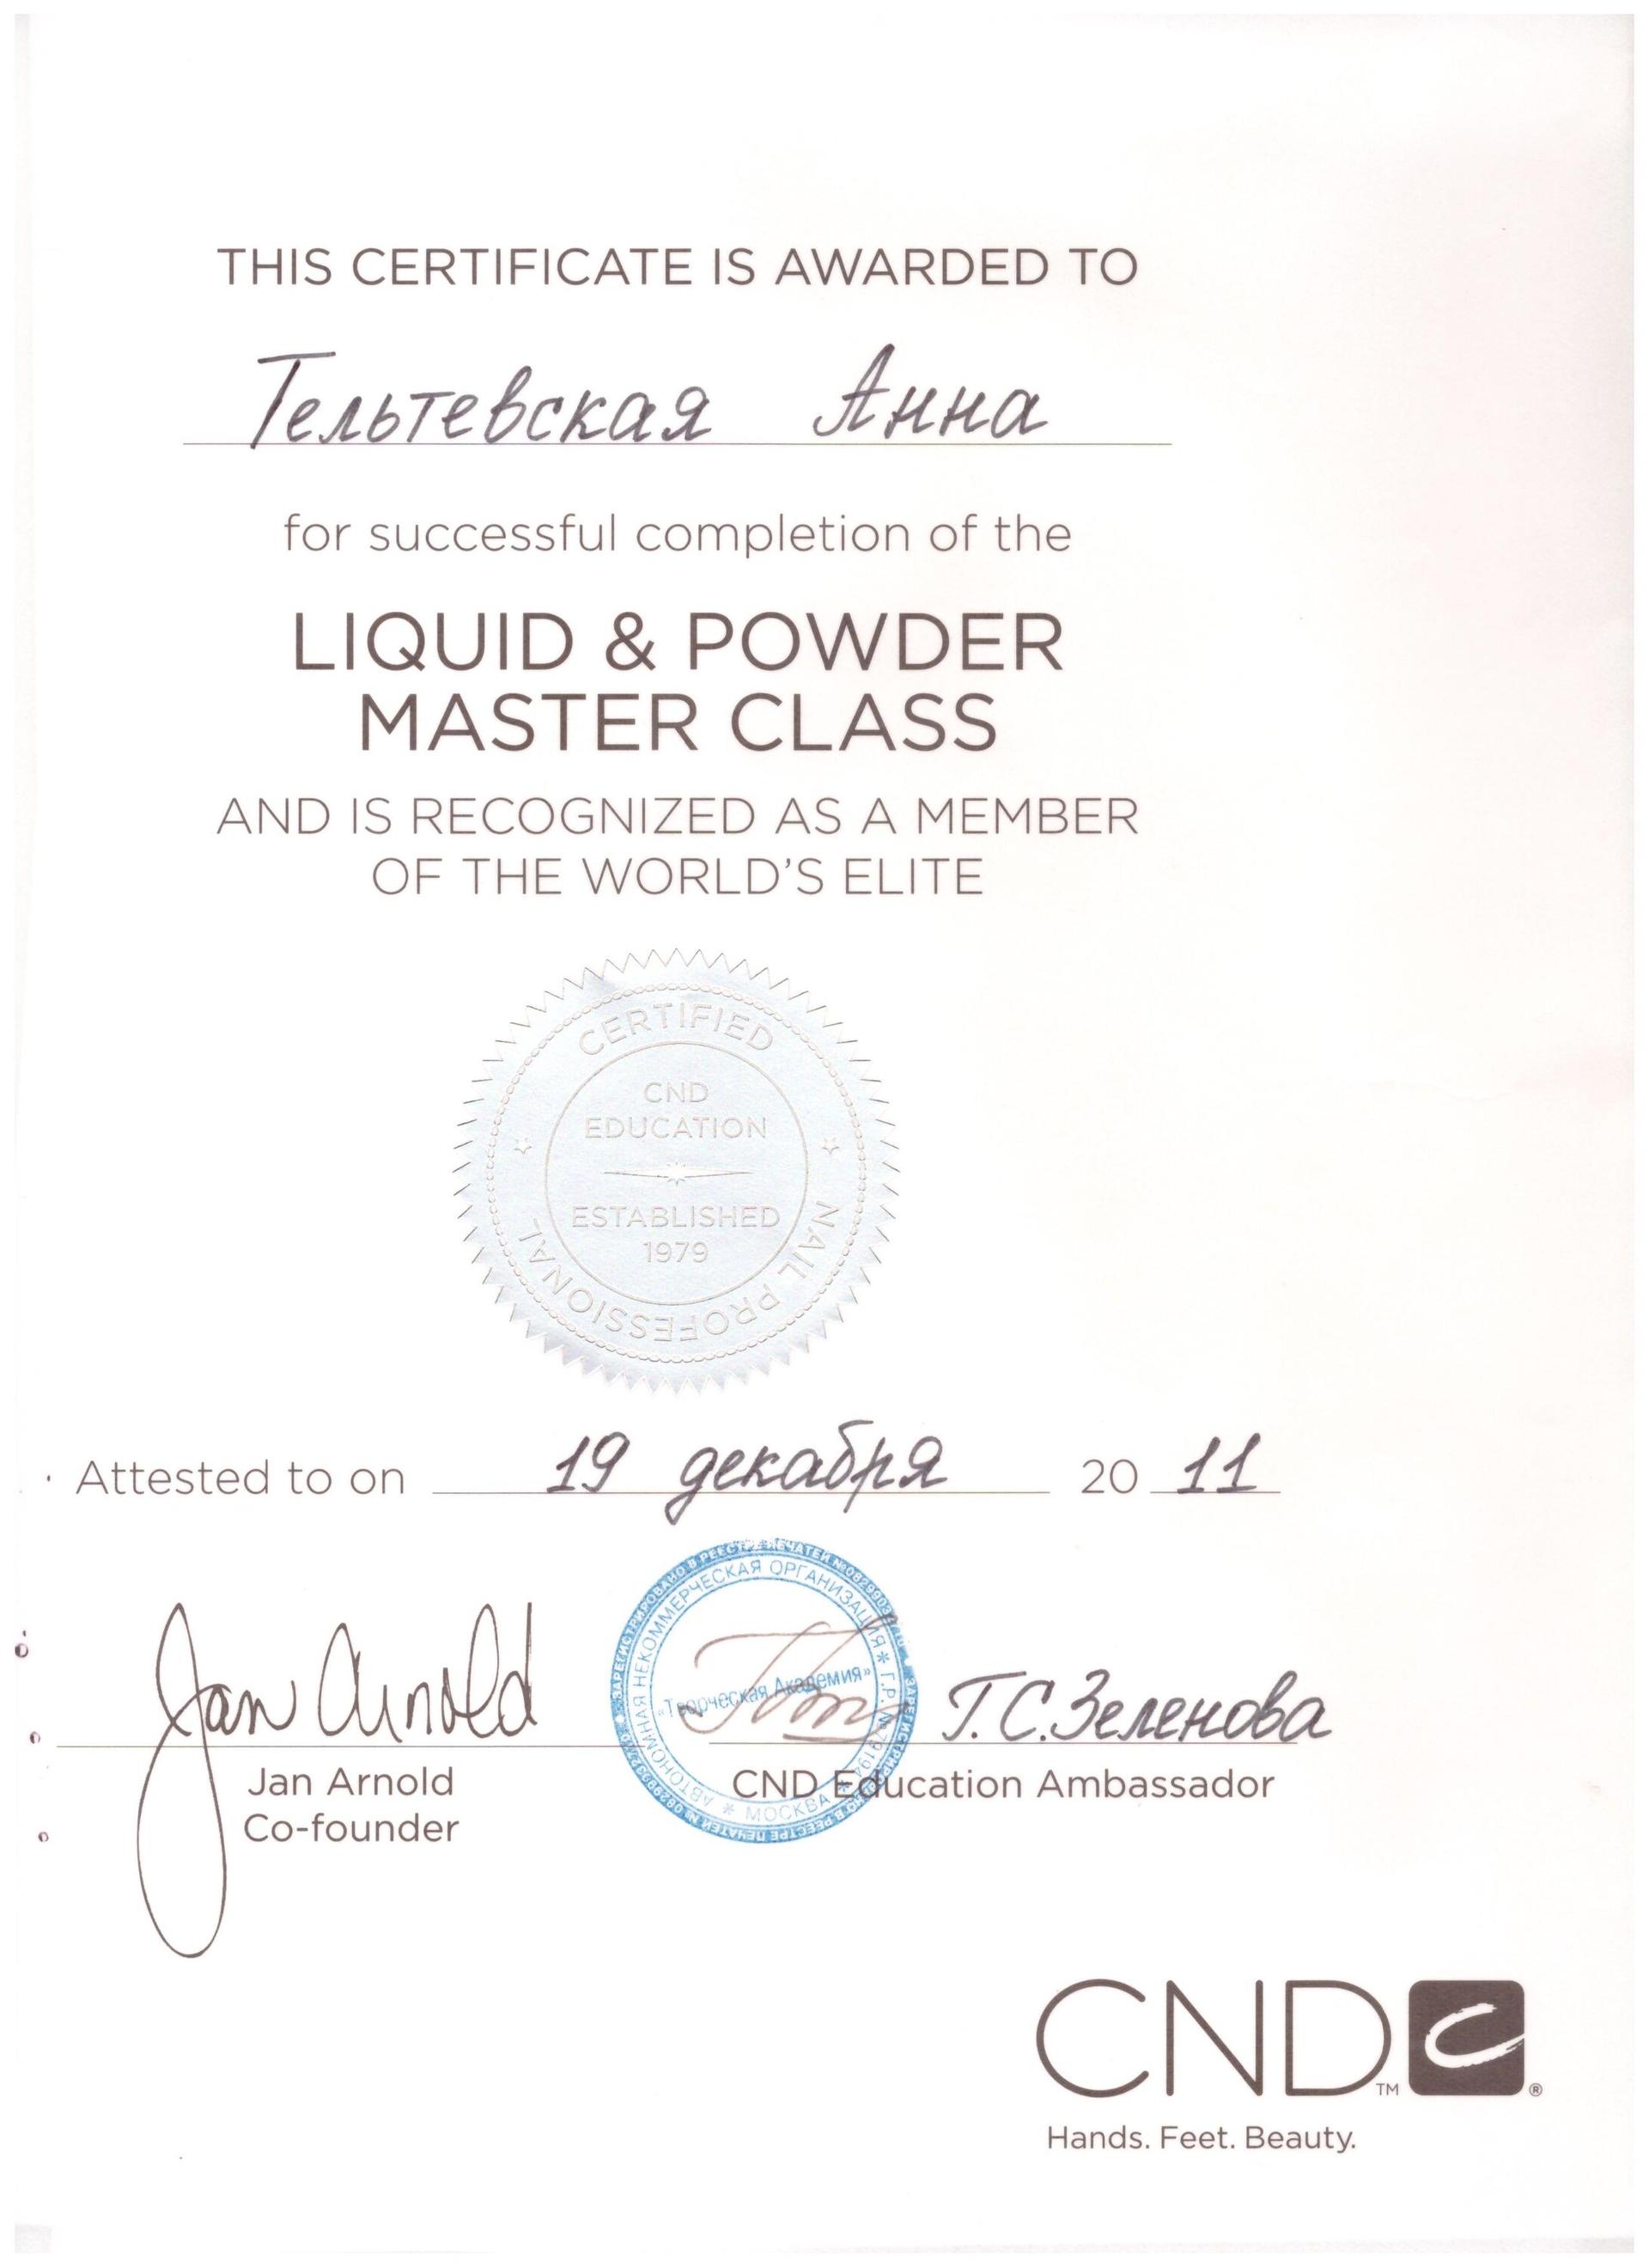 THIS CERTIFICATE IS AWARDED TO
Тельтевская Анна
for successful completion of the
LIQUID & POWDER
MASTER CLASS
AND IS RECOGNIZED AS A MEMBER
OF THE WORLD'S ELITE
CERTIFIED
CND
EDUCATION
ESTABLISHED
1979
NAIL PROFESSIONAL
Attested to on 19 декабря 20 11
АВТОНОМНАЯ НЕКОММЕРЧЕСКАЯ ОРГАНИЗАЦИЯ
«Творческая Академия»
МОСКВА
Jan Arnold
Т.С.Зеленова
Jan Arnold
CND Education Ambassador
Co-founder
CND™ ®
Hands. Feet. Beauty.